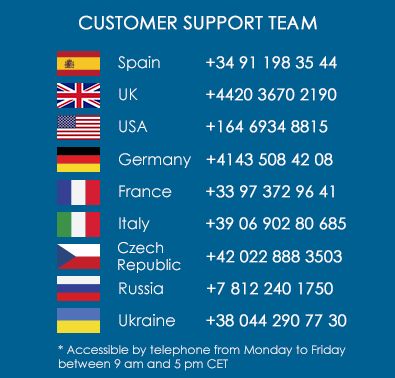 CUSTOMER SUPPORT TEAM
Spain +34 91 198 35 44
UK +4420 3670 2190
USA +164 6934 8815
Germany +4143 508 42 08
France +33 97 372 96 41
Italy +39 06 902 80 685
Czech
Republic +42 022 888 3503
Russia +7 812 240 1750
Ukraine +38 044 290 77 30
* Accessible by telephone from Monday to Friday
between 9 am and 5 pm CET